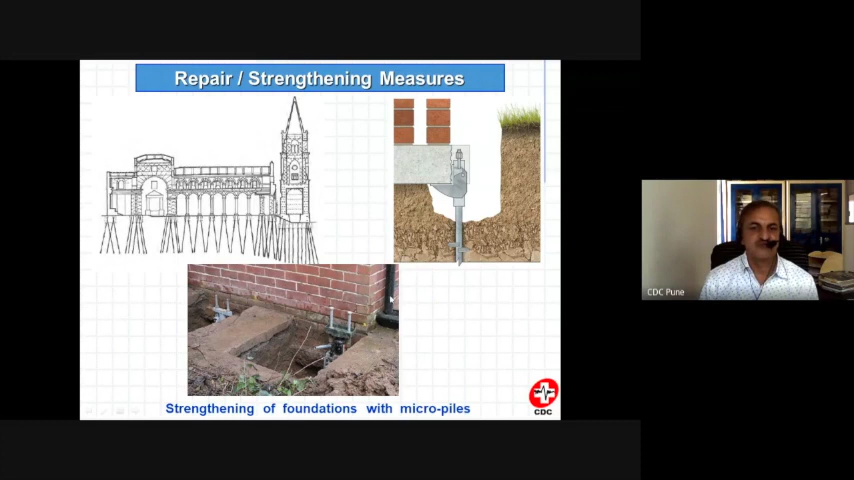 Repair / Strengthening Measures
Strengthening of foundations with micro-piles
CDC
CDC Pune